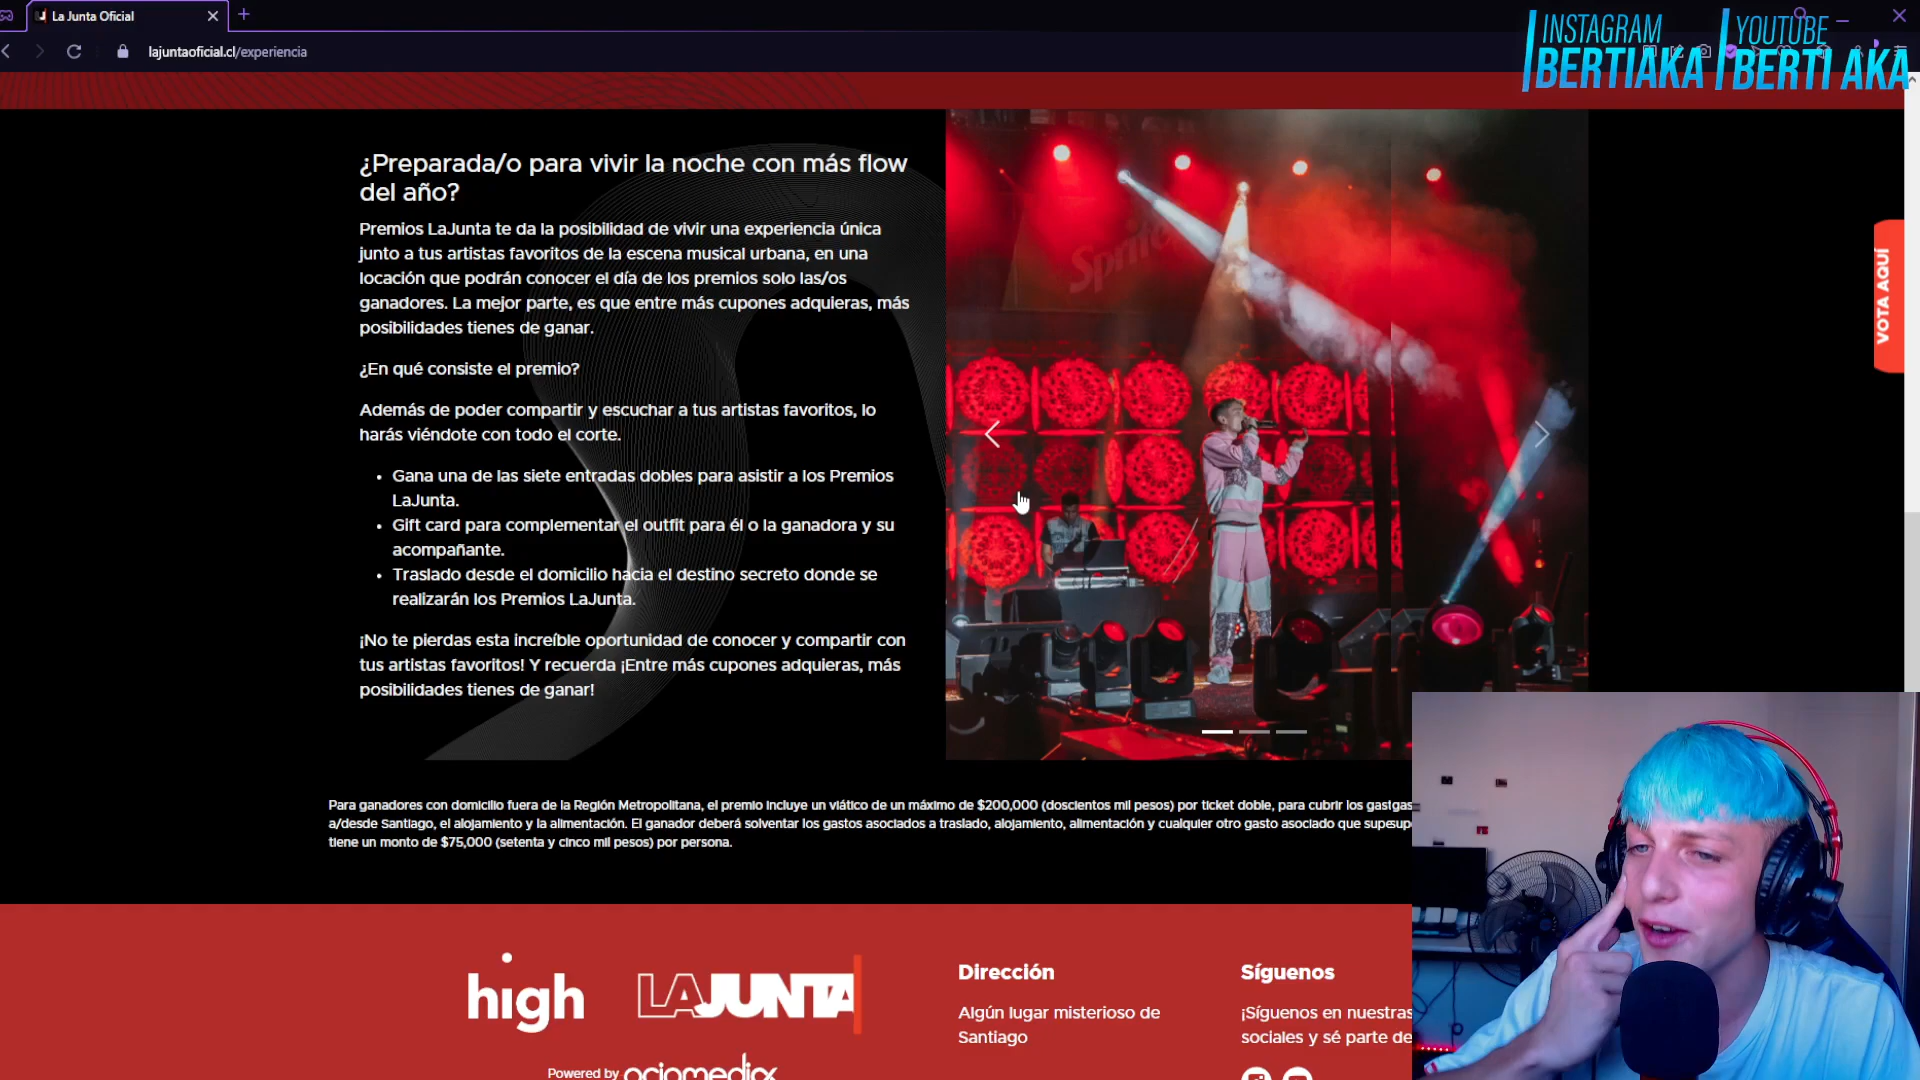 La Junta Oficial
INSTAGRAM
BERTIAKA
YOUTUBE
BERTI AKA
lajuntaoficial.cl/experiencia
¿Preparada/o para vivir la noche con más flow
del año?
Premios LaJunta te da la posibilidad de vivir una experiencia única
junto a tus artistas favoritos de la escena musical urbana, en una
locación que podrán conocer el día de los premios solo las/os
ganadores. La mejor parte, es que entre más cupones adquieras, más
posibilidades tienes de ganar.
¿En qué consiste el premio?
Además de poder compartir y escuchar a tus artistas favoritos, lo
harás viéndote con todo el corte.
Gana una de las siete entradas dobles para asistir a los Premios
LaJunta.
Gift card para complementar el outfit para él o la ganadora y su
acompañante.
Traslado desde el domicilio hacia el destino secreto donde se
realizarán los Premios LaJunta.
¡No te pierdas esta increíble oportunidad de conocer y compartir con
tus artistas favoritos! Y recuerda ¡Entre más cupones adquieras, más
posibilidades tienes de ganar!
Sprite
VOTA AQUÍ
Para ganadores con domicilio fuera de la Región Metropolitana, el premio incluye un viático de un máximo de $200,000 (doscientos mil pesos) por ticket doble, para cubrir los
a/desde Santiago, el alojamiento y la alimentación. El ganador deberá solventar los gastos asociados a traslado, alojamiento, alimentación y cualquier otro gasto asociado que
tiene un monto de $75,000 (setenta y cinco mil pesos) por persona.
high
LAJUNTA
Powered by ociomedios
Dirección
Algún lugar misterioso de
Santiago
Síguenos
¡Síguenos en nuestras
sociales y sé parte de